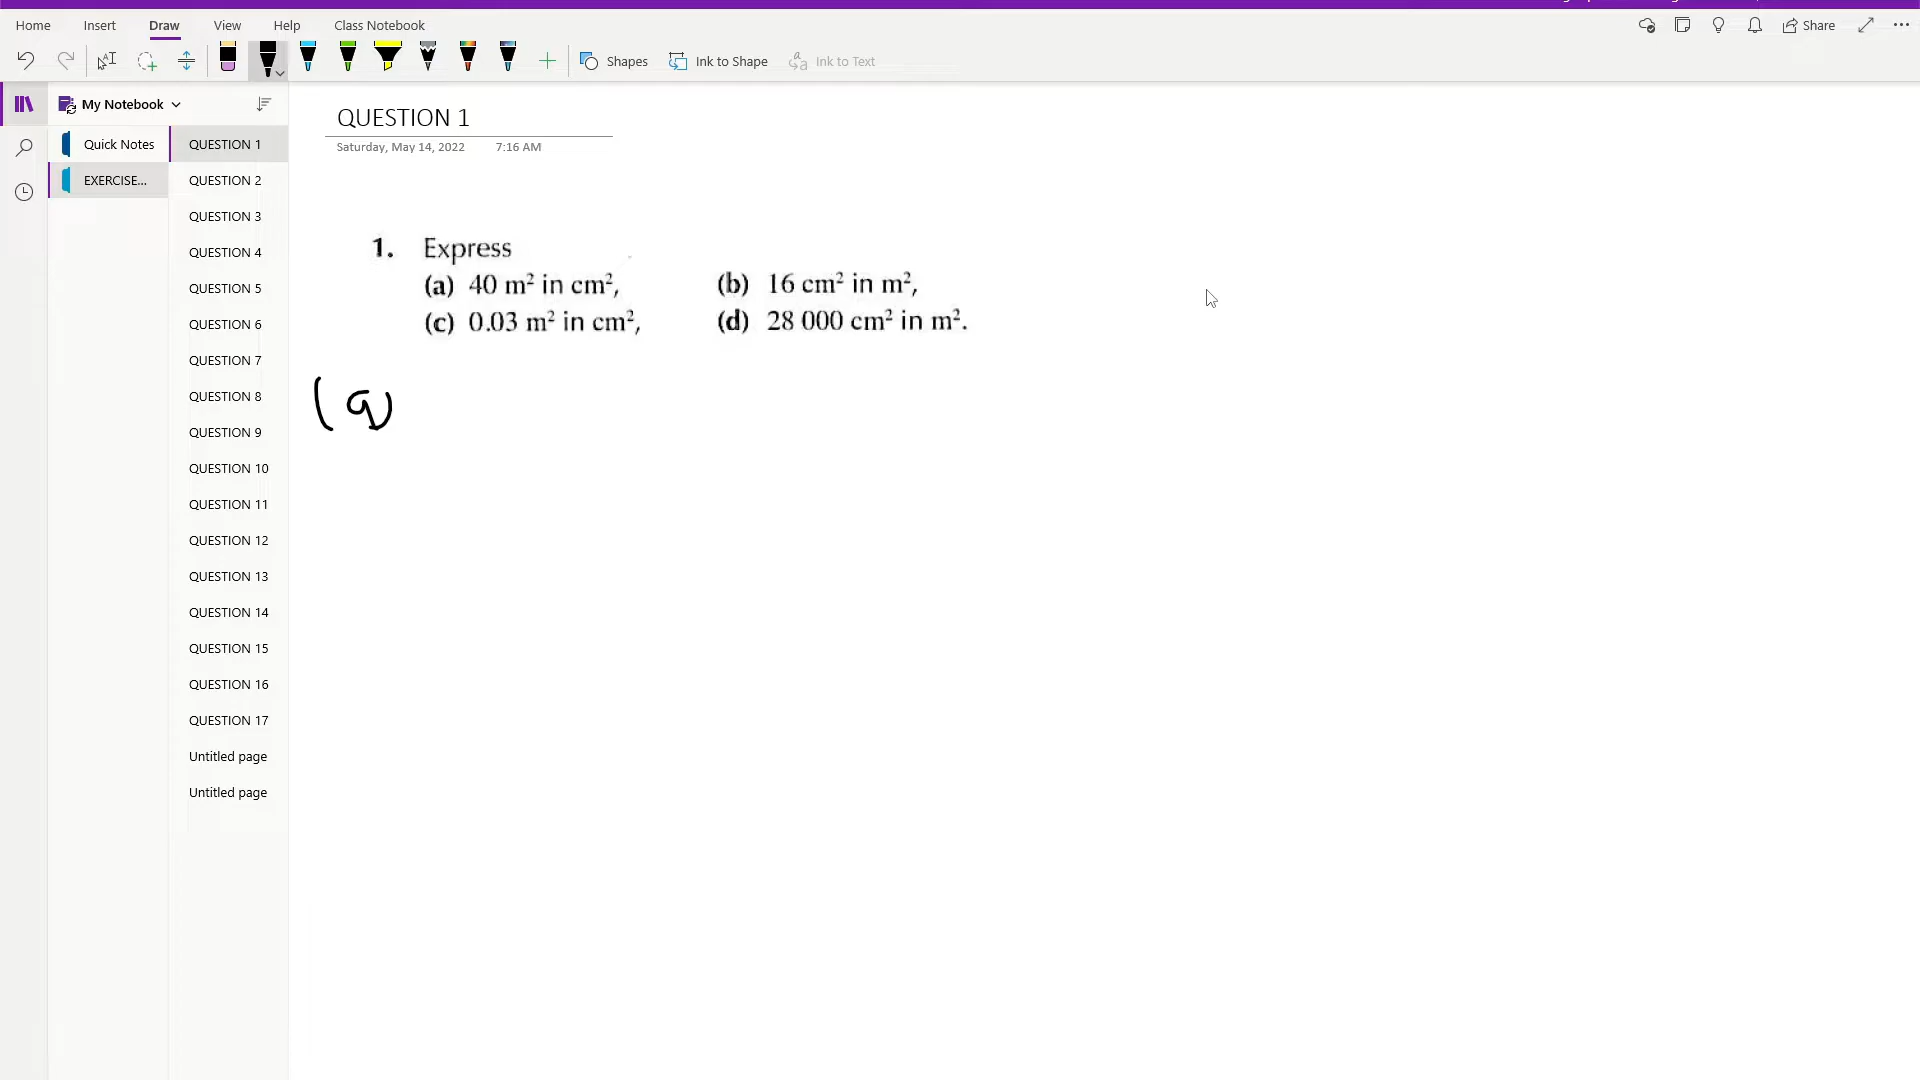 Home Insert Draw View Help Class Notebook Share
Shapes Ink to Shape Ink to Text
My Notebook
Quick Notes
EXERCISE...
QUESTION 1
QUESTION 2
QUESTION 3
QUESTION 4
QUESTION 5
QUESTION 6
QUESTION 7
QUESTION 8
QUESTION 9
QUESTION 10
QUESTION 11
QUESTION 12
QUESTION 13
QUESTION 14
QUESTION 15
QUESTION 16
QUESTION 17
Untitled page
Untitled page
QUESTION 1
Saturday, May 14, 2022 7:16 AM
1. Express
(a) 40 m² in cm², (b) 16 cm² in m²,
(c) 0.03 m² in cm², (d) 28 000 cm² in m².
(a)